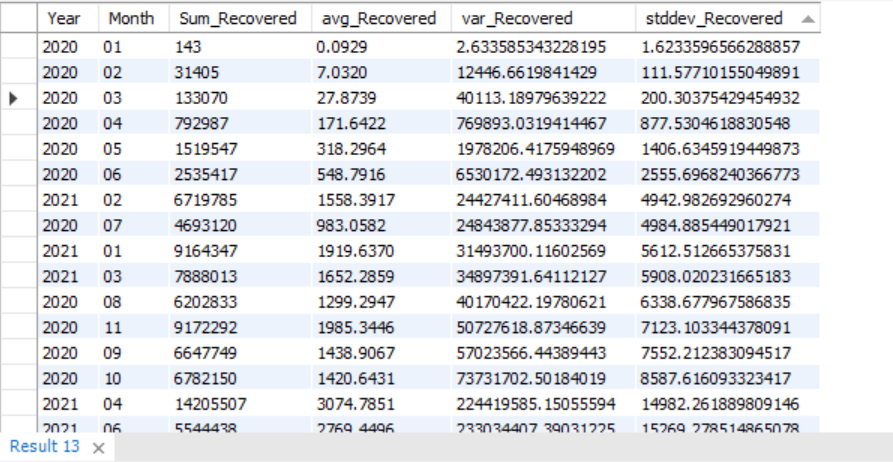 Year Month Sum_Recovered avg_Recovered var_Recovered stddev_Recovered
2020 01 143 0.0929 2.633585343228195 1.6233596566288857
2020 02 31405 7.0320 12446.6619841429 111.57710155049891
2020 03 133070 27.8739 40113.18979639222 200.30375429454932
2020 04 792987 171.6422 769893.0319414467 877.5304618830548
2020 05 1519547 318.2964 1978206.4175948969 1406.6345919449873
2020 06 2535417 548.7916 6530172.493132202 2555.6968240366773
2021 02 6719785 1558.3917 24427411.60468984 4942.982692960274
2020 07 4693120 983.0582 24843877.85333294 4984.885449017921
2021 01 9164347 1919.6370 31493700.11602569 5612.512665375831
2021 03 7888013 1652.2859 34897391.64112127 5908.020231665183
2020 08 6202833 1299.2947 40170422.19780621 6338.677967586835
2020 11 9172292 1985.3446 50727618.87346639 7123.103344378091
2020 09 6647749 1438.9067 57023566.44389443 7552.212383094517
2020 10 6782150 1420.6431 73731702.50184019 8587.616093323417
2021 04 14205507 3074.7851 224419585.15055594 14982.261889809146
2021 06 5544438 2769.4496 233034407.39031225 15269.278514865078
Result 13 ×